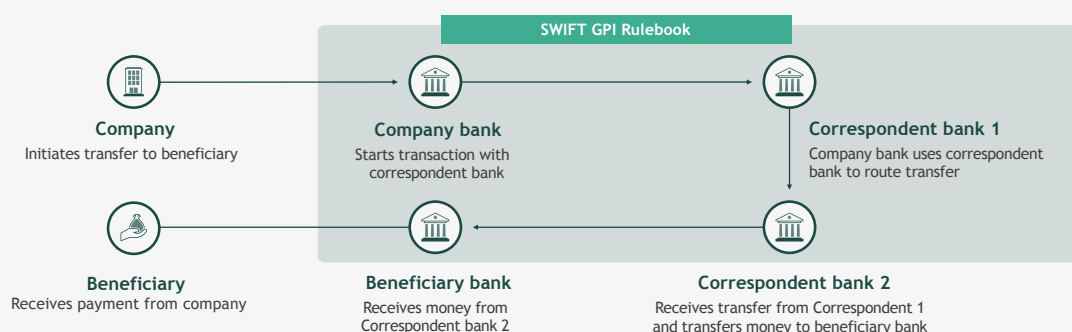 SWIFT GPI Rulebook
Company
Initiates transfer to beneficiary
Company bank
Starts transaction with
correspondent bank
Correspondent bank 1
Company bank uses correspondent
bank to route transfer
Beneficiary
Receives payment from company
Beneficiary bank
Receives money from
Correspondent bank 2
Correspondent bank 2
Receives transfer from Correspondent 1
and transfers money to beneficiary bank